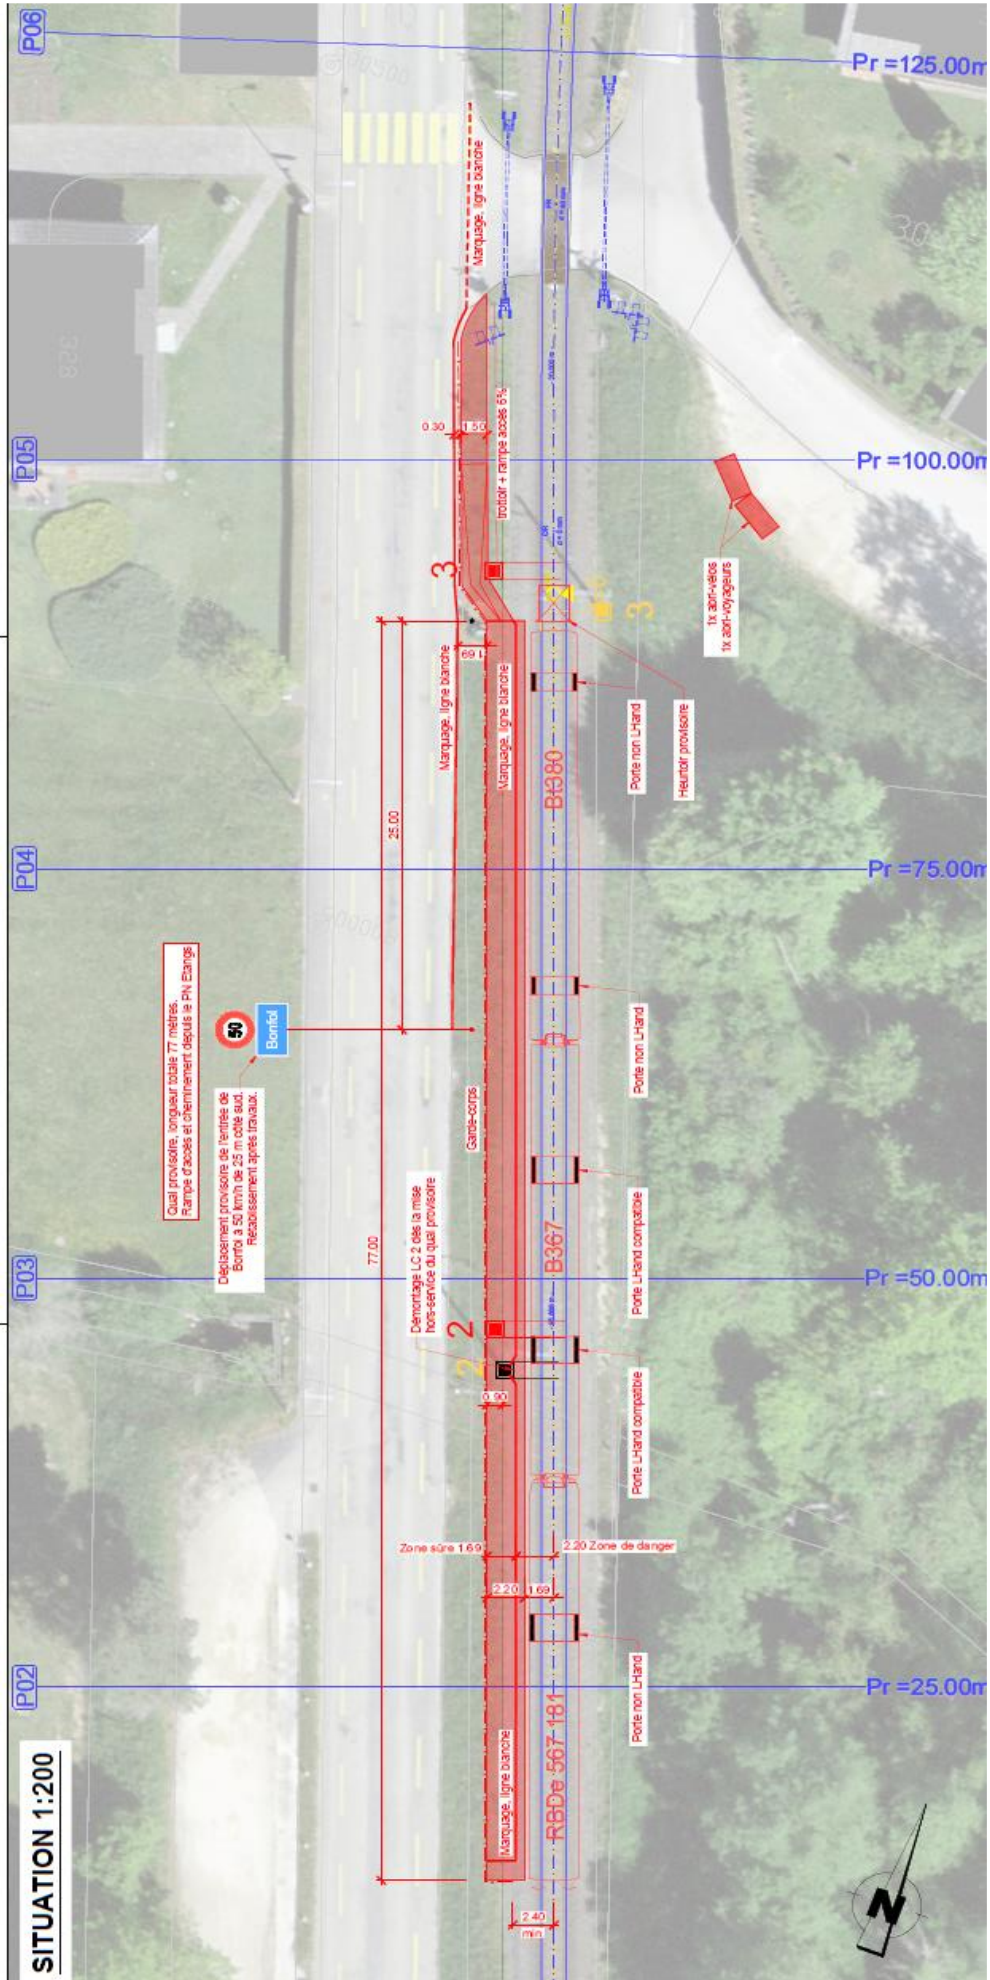 SITUATION 1:200
P06
Pr =125.00m
P05
Pr =100.00m
P04
Pr =75.00m
P03
Pr =50.00m
P02
Pr =25.00m
Marquage, ligne blanche
0.30
1.50
trottoir + rampe accès 6%
3
3
1x abri-vélos
1x abri-voyageurs
1.69
Marquage, ligne blanche
Marquage, ligne blanche
25.00
Bt380
Porte non LHand
Heurtoir provisoire
Quai provisoire, longueur totale 77 mètres.
Rampe d'accès et cheminement depuis le PN Etangs
50
Bonfol
Déplacement provisoire de l'entrée de
Bonfol à 50 km/h de 25 m côté sud.
Rétablissement après travaux.
Garde-corps
Porte non LHand
77.00
Démontage LC 2 dès la mise
hors-service du quai provisoire
2
2
0.90
B367
Porte LHand compatible
Porte LHand compatible
Zone sûre 1.69
2.20 Zone de danger
2.20
1.69
Porte non LHand
RBDe 567 181
Marquage, ligne blanche
2.40
min
N
328